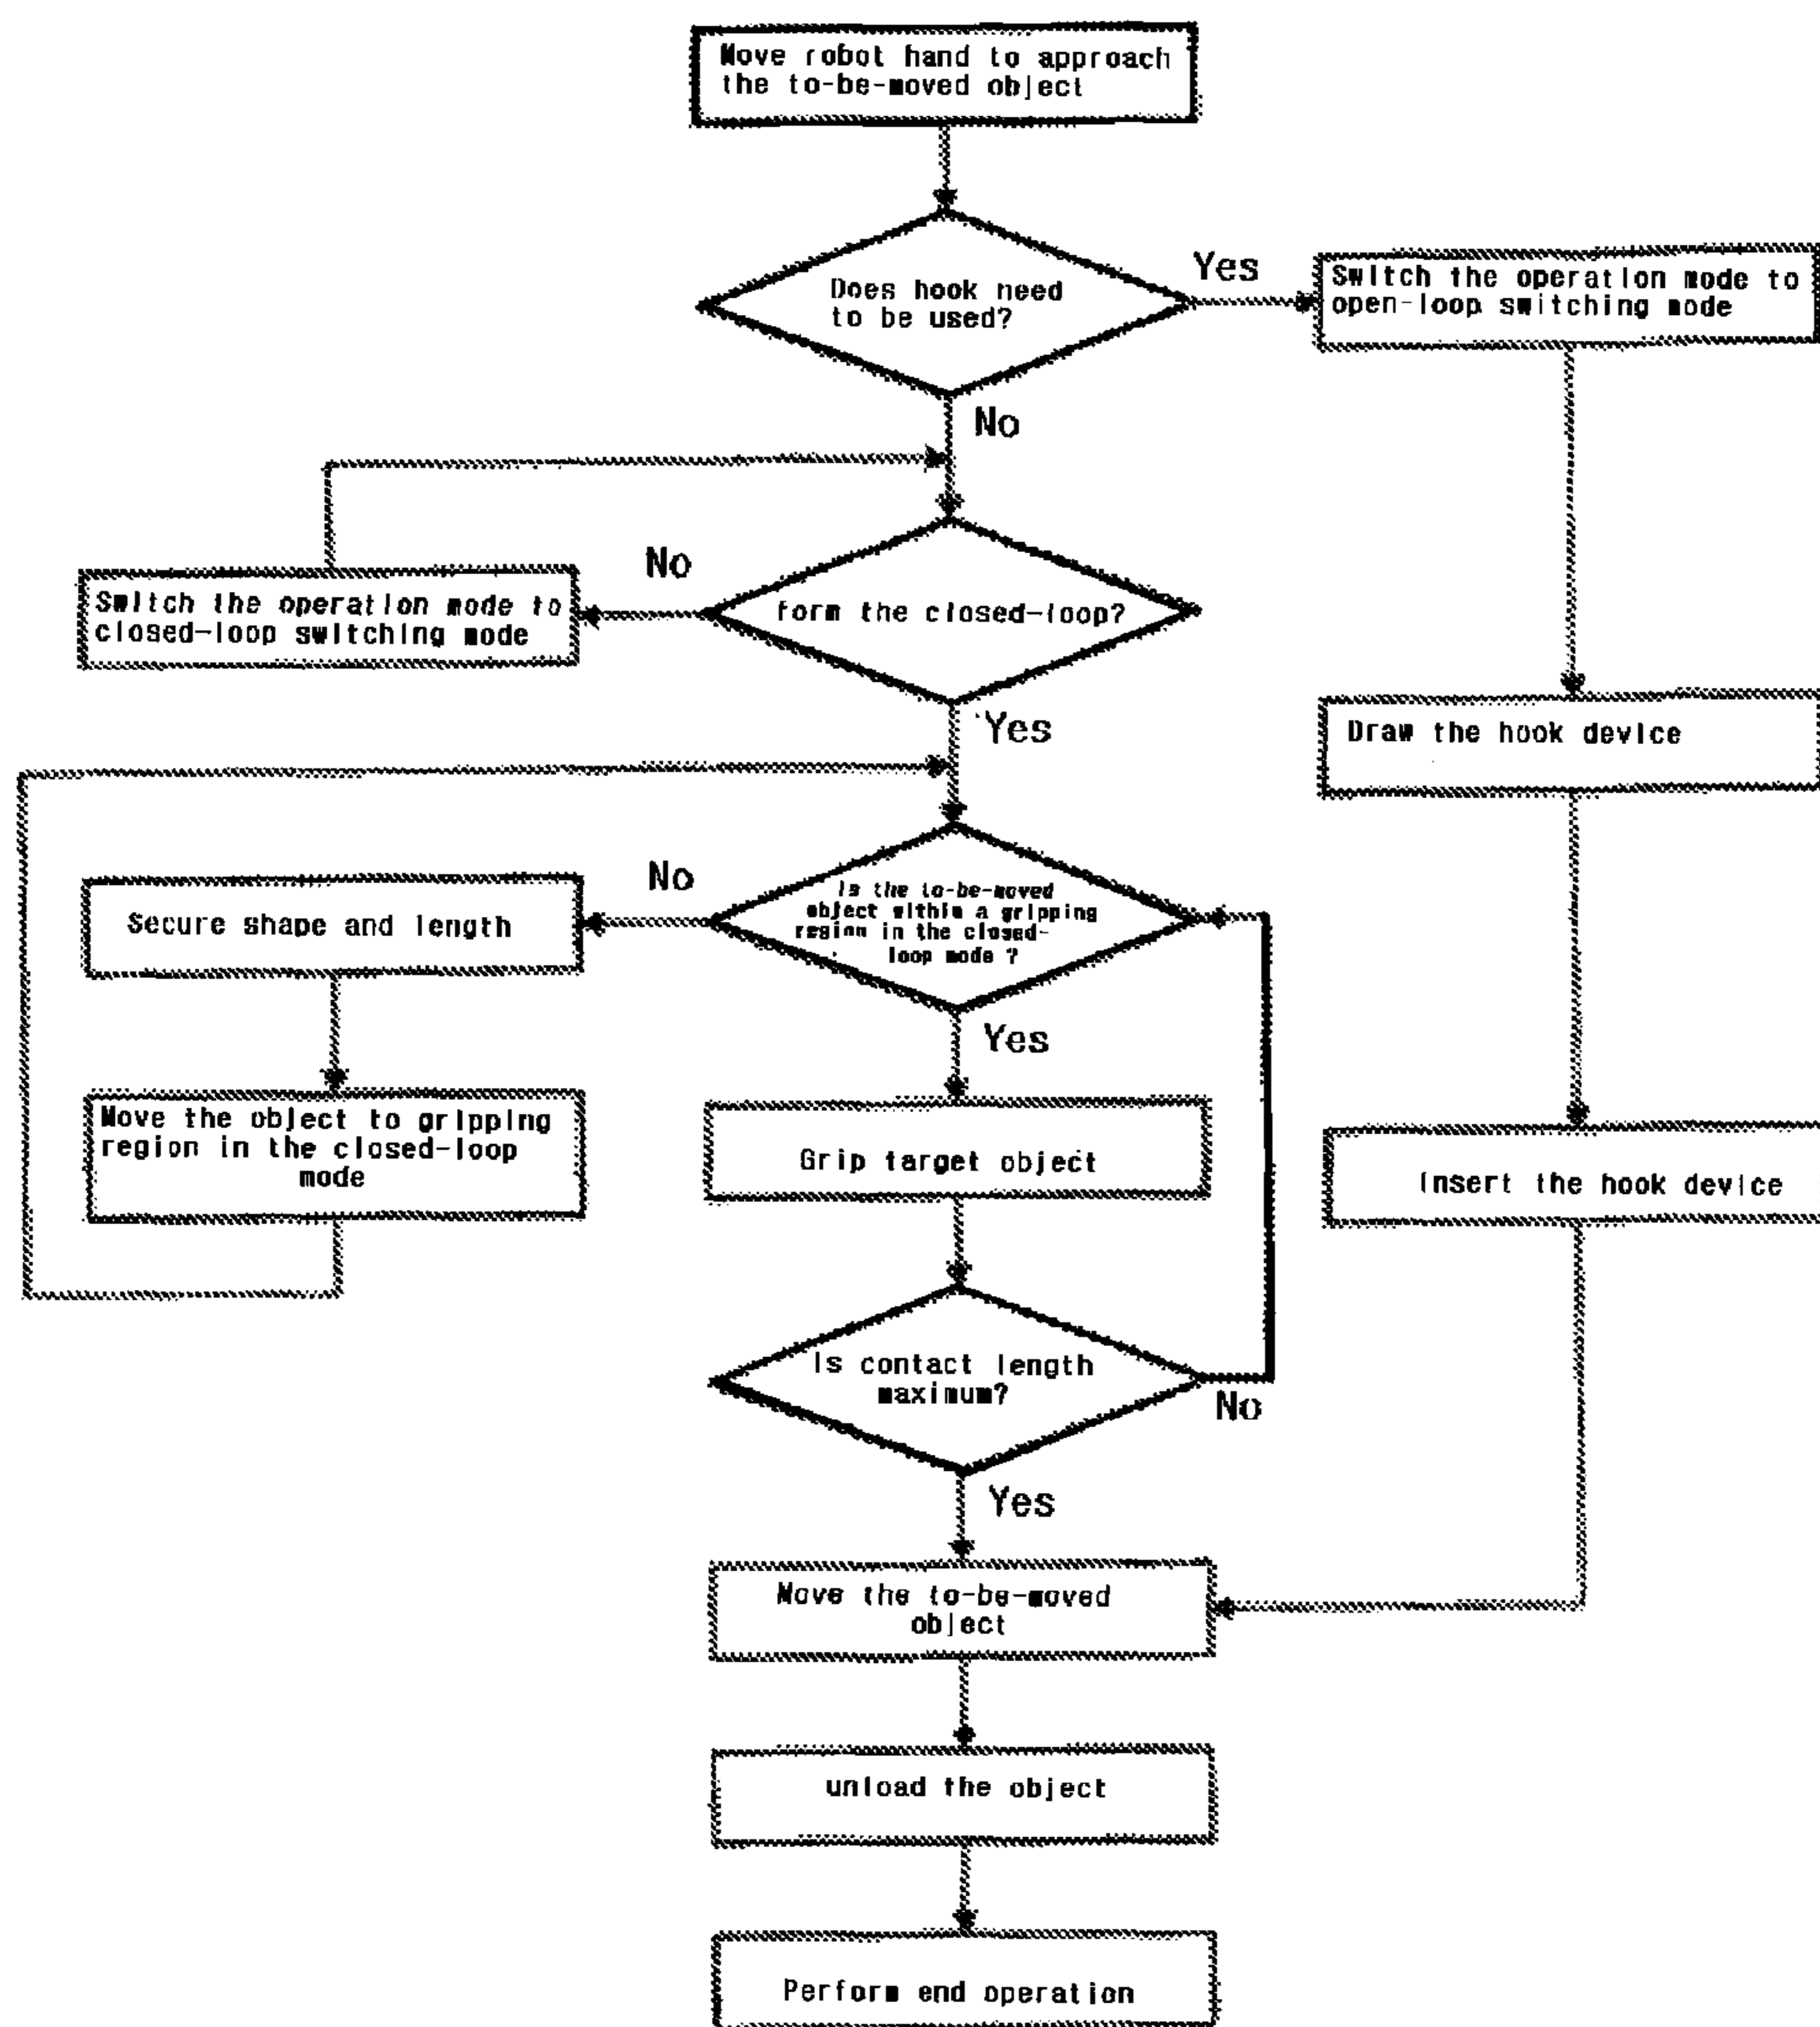 Move robot hand to approach
the to-be-moved object
Does hook need
to be used?
Yes
Switch the operation mode to
open-loop switching mode
No
form the closed-loop?
No
Switch the operation mode to
closed-loop switching mode
Yes
Draw the hook device
Is the to-be-moved
object within a gripping
region in the closed-
loop mode ?
No
Secure shape and length
Yes
Move the object to gripping
region in the closed-loop
mode
Grip target object
Insert the hook device
Is contact length
maximum?
No
Yes
Move the to-be-moved
object
unload the object
Perform end operation